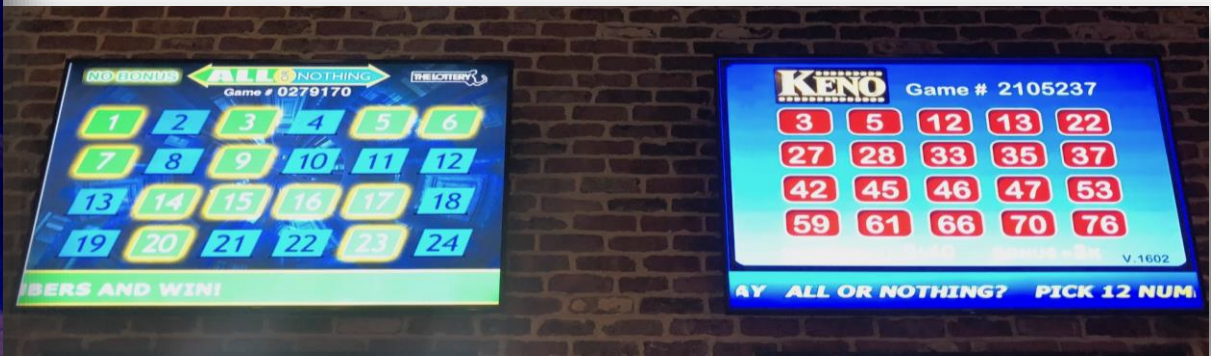 NO BONUS ALL OR NOTHING THE LOTTERY
Game # 0279170
1 2 3 4 5 6
7 8 9 10 11 12
13 14 15 16 17 18
19 20 21 22 23 24
BERS AND WIN!
KENO Game # 2105237
3 5 12 13 22
27 28 33 35 37
42 45 46 47 53
59 61 66 70 76
V.1602
AY ALL OR NOTHING? PICK 12 NUM